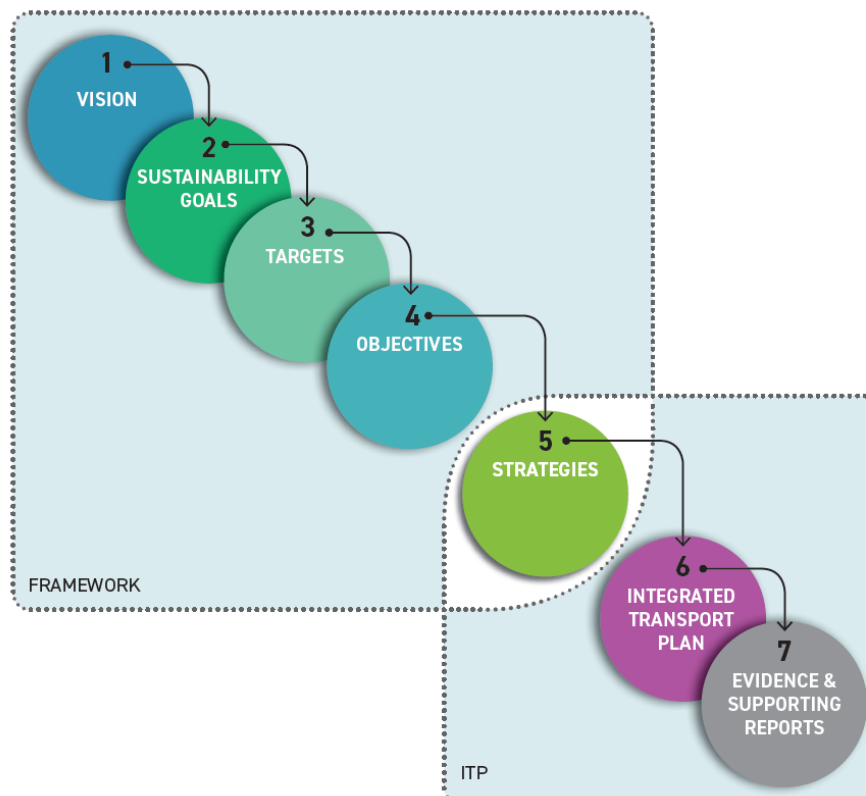 1
VISION
2
SUSTAINABILITY
GOALS
3
TARGETS
4
OBJECTIVES
5
STRATEGIES
FRAMEWORK
6
INTEGRATED
TRANSPORT
PLAN
7
EVIDENCE &
SUPPORTING
REPORTS
ITP